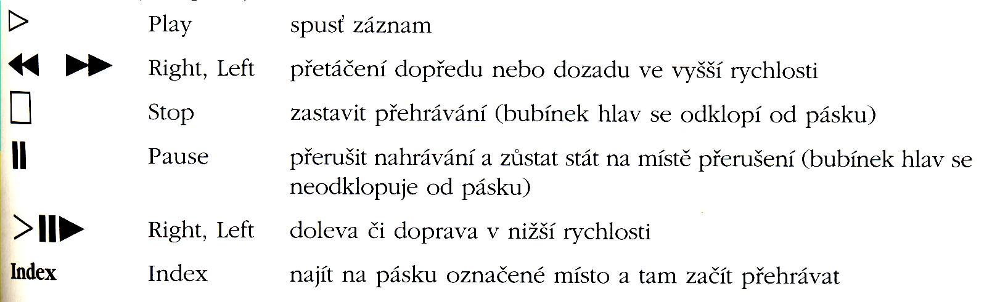 Play spusť záznam
Right, Left přetáčení dopředu nebo dozadu ve vyšší rychlosti
Stop zastavit přehrávání (bubínek hlav se odklopí od pásku)
Pause přerušit nahrávání a zůstat stát na místě přerušení (bubínek hlav se
neodklopuje od pásku)
Right, Left doleva či doprava v nižší rychlosti
Index Index najít na pásku označené místo a tam začít přehrávat